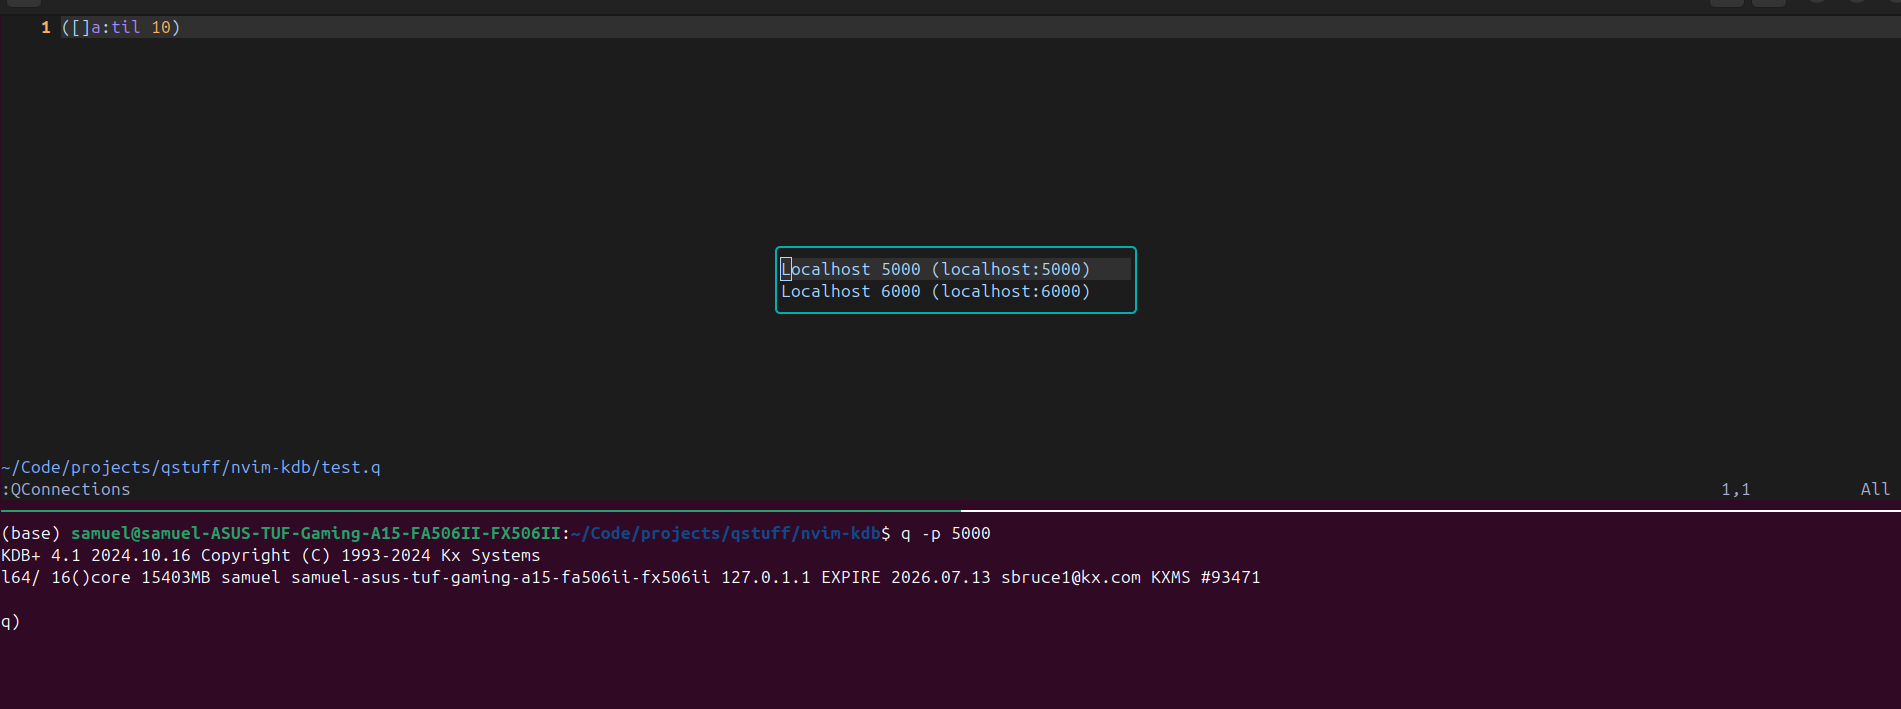 1 ([]a:til 10)
Localhost 5000 (localhost:5000)
Localhost 6000 (localhost:6000)
~/Code/projects/qstuff/nvim-kdb/test.q
:QConnections 1,1 All
(base) samuel@samuel-ASUS-TUF-Gaming-A15-FA506II-FX506II:~/Code/projects/qstuff/nvim-kdb$ q -p 5000
KDB+ 4.1 2024.10.16 Copyright (C) 1993-2024 Kx Systems
l64/ 16()core 15403MB samuel samuel-asus-tuf-gaming-a15-fa506ii-fx506ii 127.0.1.1 EXPIRE 2026.07.13 sbruce1@kx.com KXMS #93471
q)